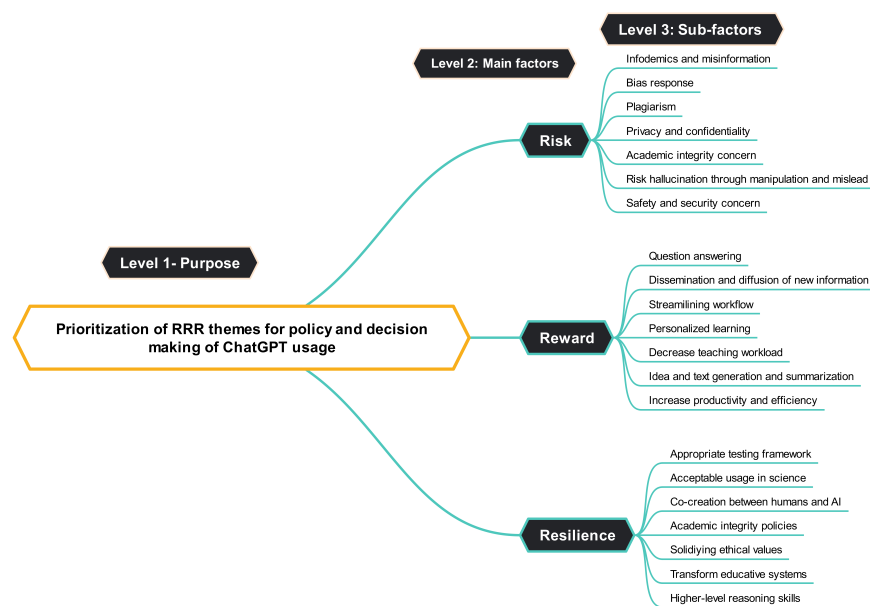 Level 3: Sub-factors
Level 2: Main factors
Infodemics and misinformation
Bias response
Plagiarism
Risk
Privacy and confidentiality
Academic integrity concern
Risk hallucination through manipulation and mislead
Safety and security concern
Level 1- Purpose
Prioritization of RRR themes for policy and decision
making of ChatGPT usage
Question answering
Dissemination and diffusion of new information
Streamilining workflow
Reward
Personalized learning
Decrease teaching workload
Idea and text generation and summarization
Increase productivity and efficiency
Appropriate testing framework
Acceptable usage in science
Co-creation between humans and AI
Resilience
Academic integrity policies
Solidiying ethical values
Transform educative systems
Higher-level reasoning skills